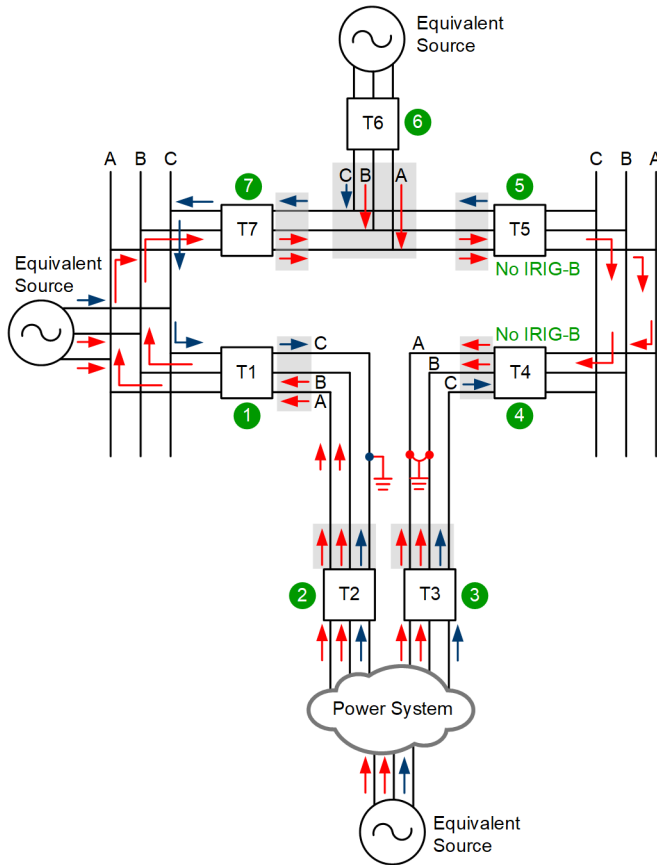 Equivalent
Source
T6
6
A B C
C B A
C B A
7
5
T7
T5
No IRIG-B
Equivalent
Source
No IRIG-B
C
A
T1
B
B
T4
C
A
1
4
2
T2
T3
3
Power System
Equivalent
Source